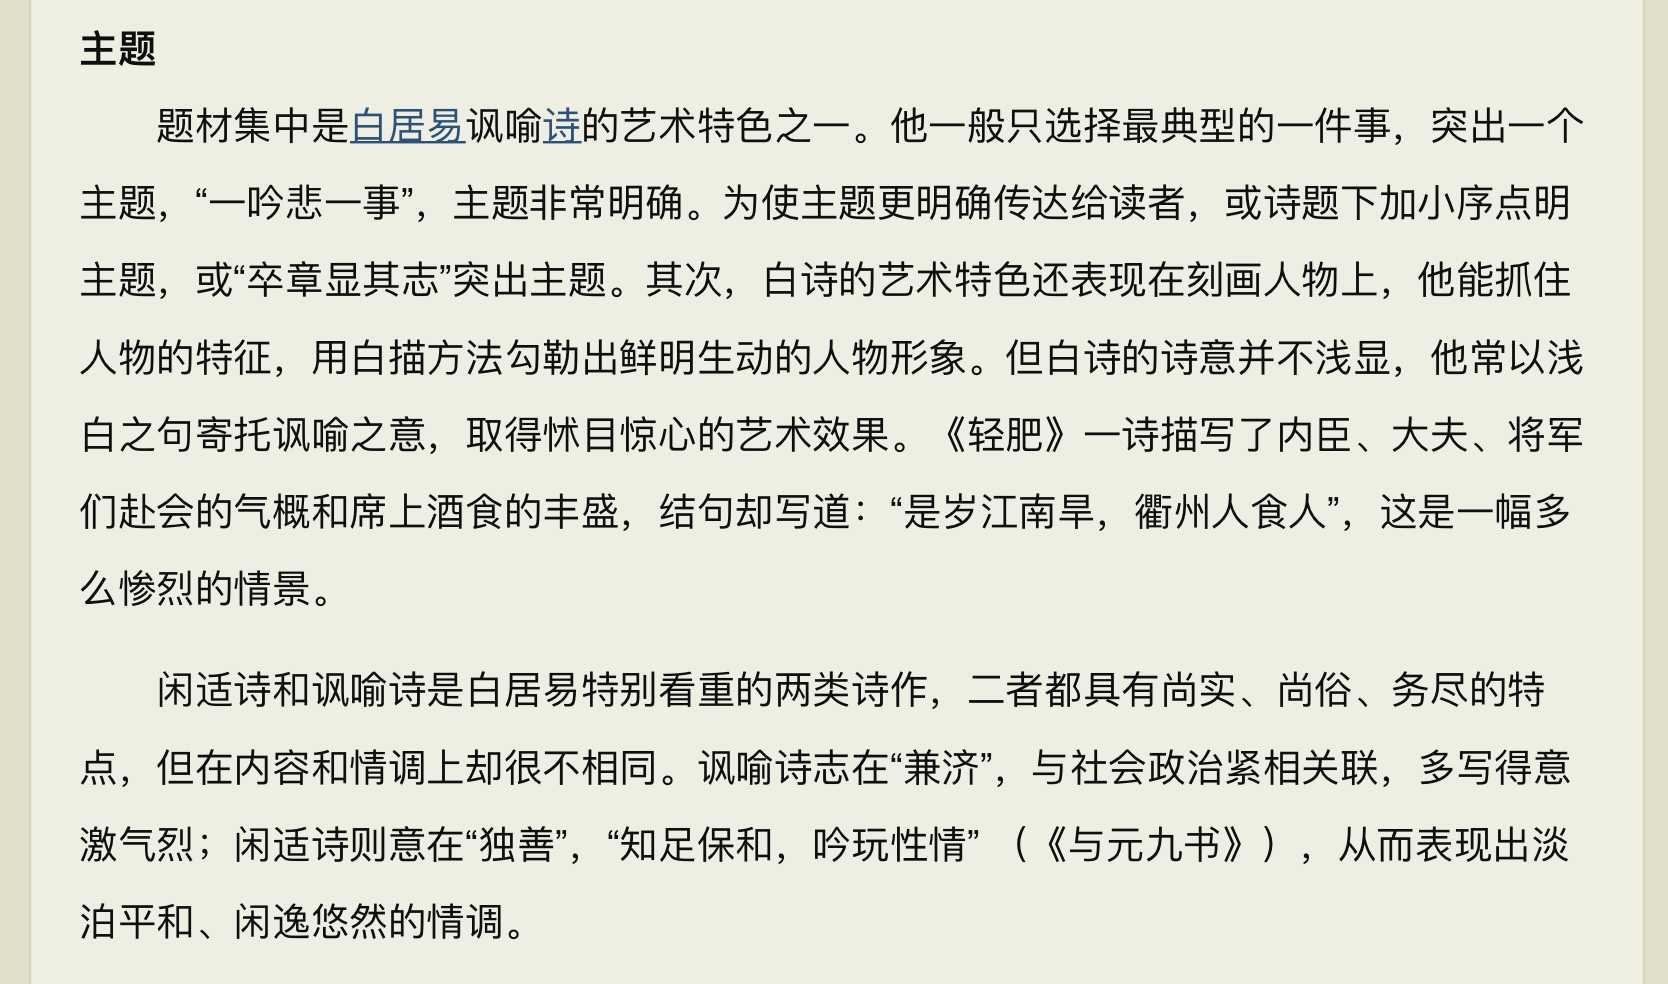 主题
题材集中是白居易讽喻诗的艺术特色之一。他一般只选择最典型的一件事，突出一个
主题，“一吟悲一事”，主题非常明确。为使主题更明确传达给读者，或诗题下加小序点明
主题，或“卒章显其志”突出主题。其次，白诗的艺术特色还表现在刻画人物上，他能抓住
人物的特征，用白描方法勾勒出鲜明生动的人物形象。但白诗的诗意并不浅显，他常以浅
白之句寄托讽喻之意，取得怵目惊心的艺术效果。《轻肥》一诗描写了内臣、大夫、将军
们赴会的气概和席上酒食的丰盛，结句却写道：“是岁江南旱，衢州人食人”，这是一幅多
么惨烈的情景。
闲适诗和讽喻诗是白居易特别看重的两类诗作，二者都具有尚实、尚俗、务尽的特
点，但在内容和情调上却很不相同。讽喻诗志在“兼济”，与社会政治紧相关联，多写得意
激气烈；闲适诗则意在“独善”，“知足保和，吟玩性情”（《与元九书》），从而表现出淡
泊平和、闲逸悠然的情调。